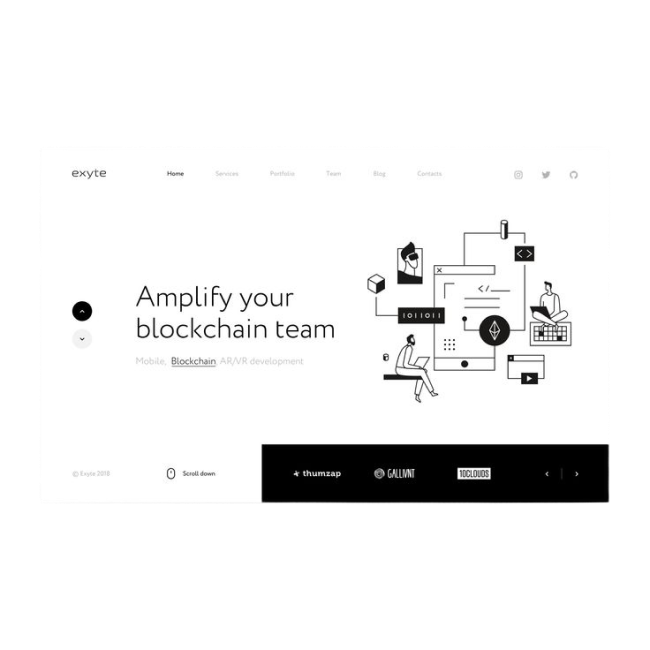 exyte Home Services Portfolio Team Blog Contacts
Amplify your
blockchain team
Mobile, Blockchain, AR/VR development
</>
1011011
© Exyte 2018 Scroll down thumzap GALLIVNT 10CLOUDS